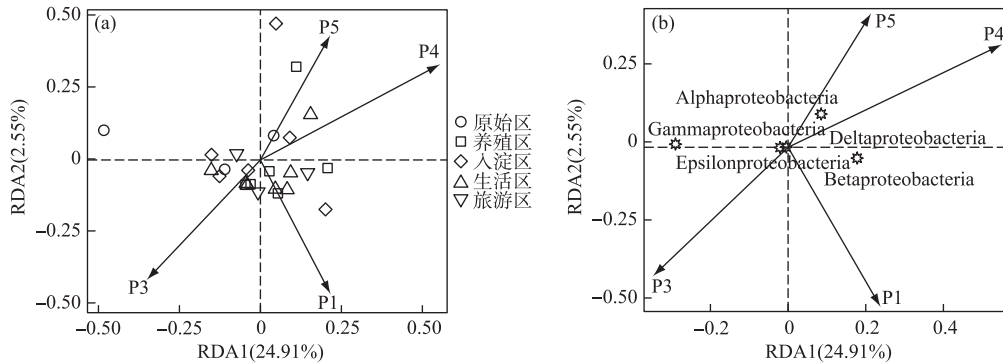 (a)
P5
P4
P3
P1
0.50
0.25
0
−0.25
−0.50
RDA2(2.55%)
−0.50
−0.25
0
0.25
0.50
RDA1(24.91%)
原始区
养殖区
入淀区
生活区
旅游区
(b)
P5
P4
Alphaproteobacteria
Gammaproteobacteria
Deltaproteobacteria
Epsilonproteobacteria
Betaproteobacteria
P3
P1
0.25
0
−0.25
−0.50
RDA2(2.55%)
−0.2
0
0.2
0.4
RDA1(24.91%)